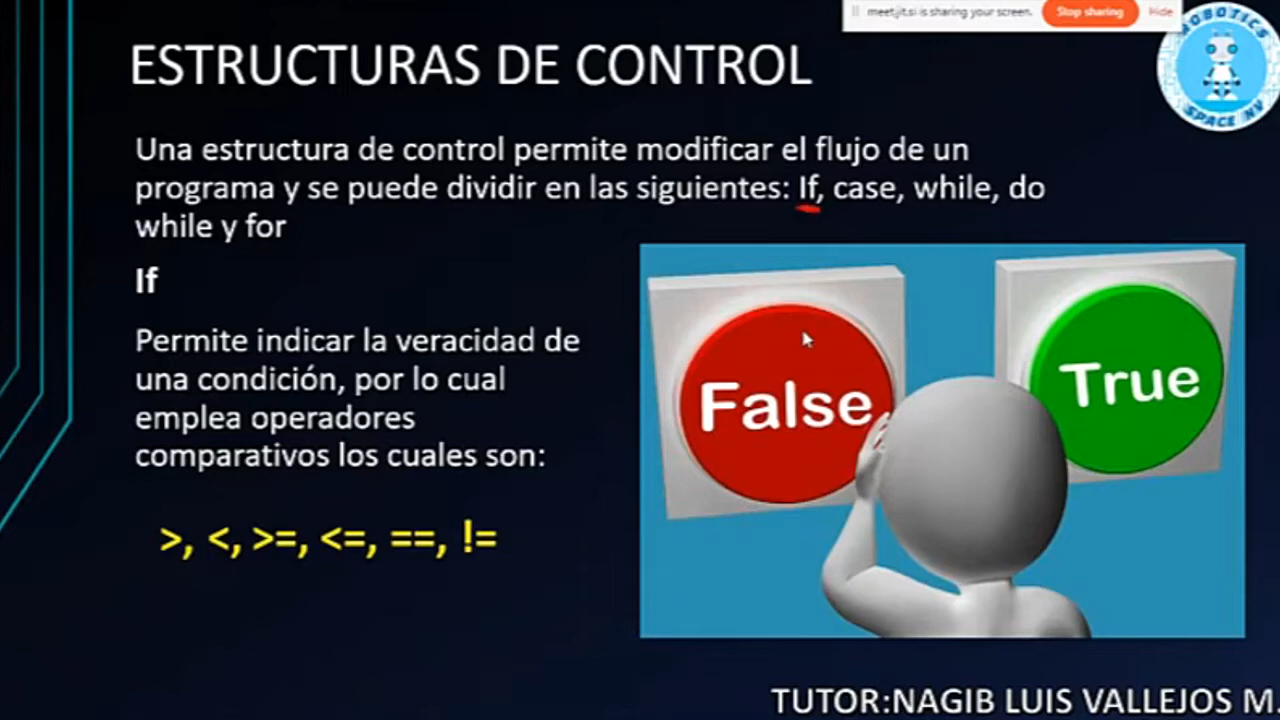 meet.jit.si is sharing your screen. Stop sharing Hide
ROBOTICS
SPACE NV
ESTRUCTURAS DE CONTROL
Una estructura de control permite modificar el flujo de un
programa y se puede dividir en las siguientes: If, case, while, do
while y for
If
Permite indicar la veracidad de
una condición, por lo cual
emplea operadores
comparativos los cuales son:
>, <, >=, <=, ==, !=
False
True
TUTOR:NAGIB LUIS VALLEJOS M.